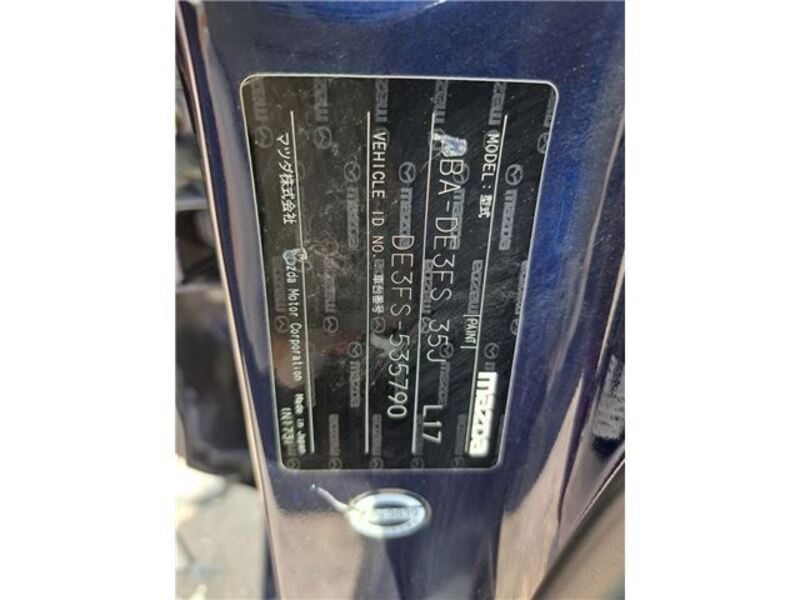 mazda
MODEL: 型式 PAINT
DBA-DE3FS 35J L17
VEHICLE ID NO. 車台番号
DE3FS-535790
マツダ株式会社 Mazda Motor Corporation Made in Japan
(N173)